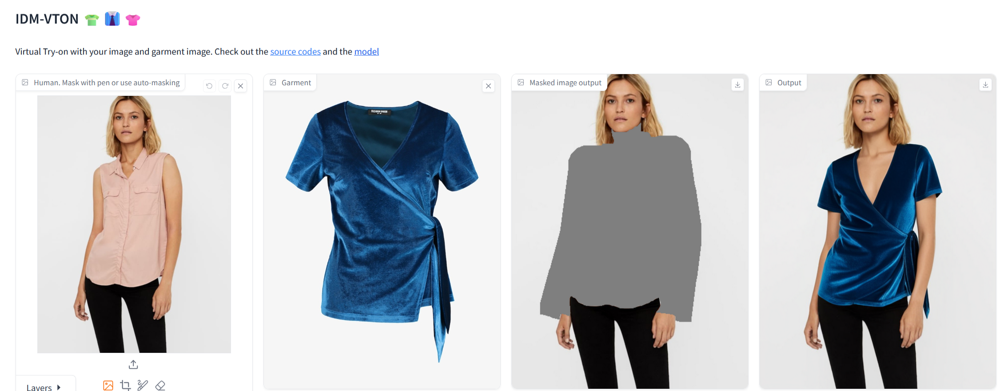 IDM-VTON
Virtual Try-on with your image and garment image. Check out the source codes and the model
Human. Mask with pen or use auto-masking
Garment
FASHION UNION
Masked image output
Output
Layers